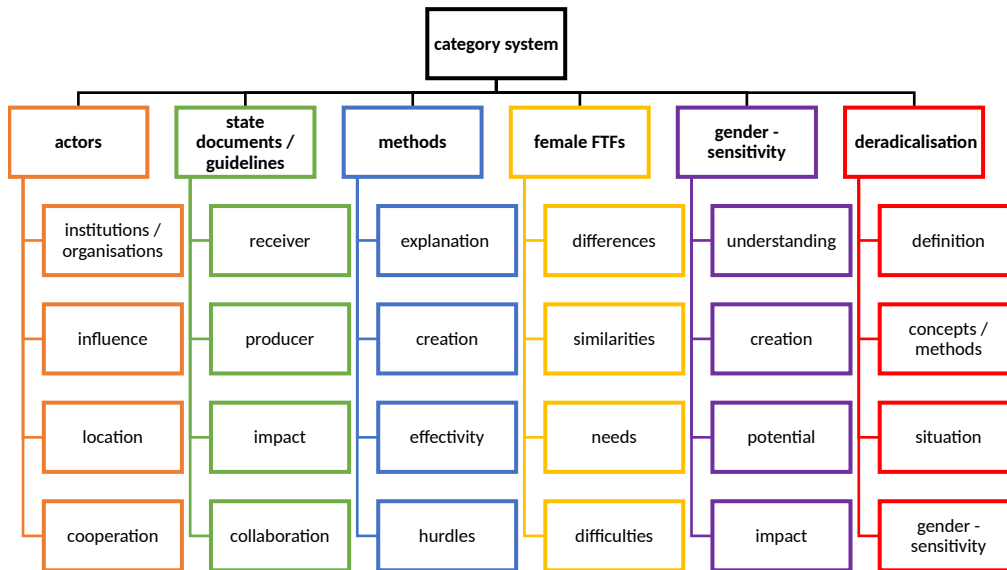 category system
actors
state
documents /
guidelines
methods
female FTFs
gender -
sensitivity
deradicalisation
institutions /
organisations
receiver
explanation
differences
understanding
definition
influence
producer
creation
similarities
creation
concepts /
methods
location
impact
effectivity
needs
potential
situation
cooperation
collaboration
hurdles
difficulties
impact
gender -
sensitivity